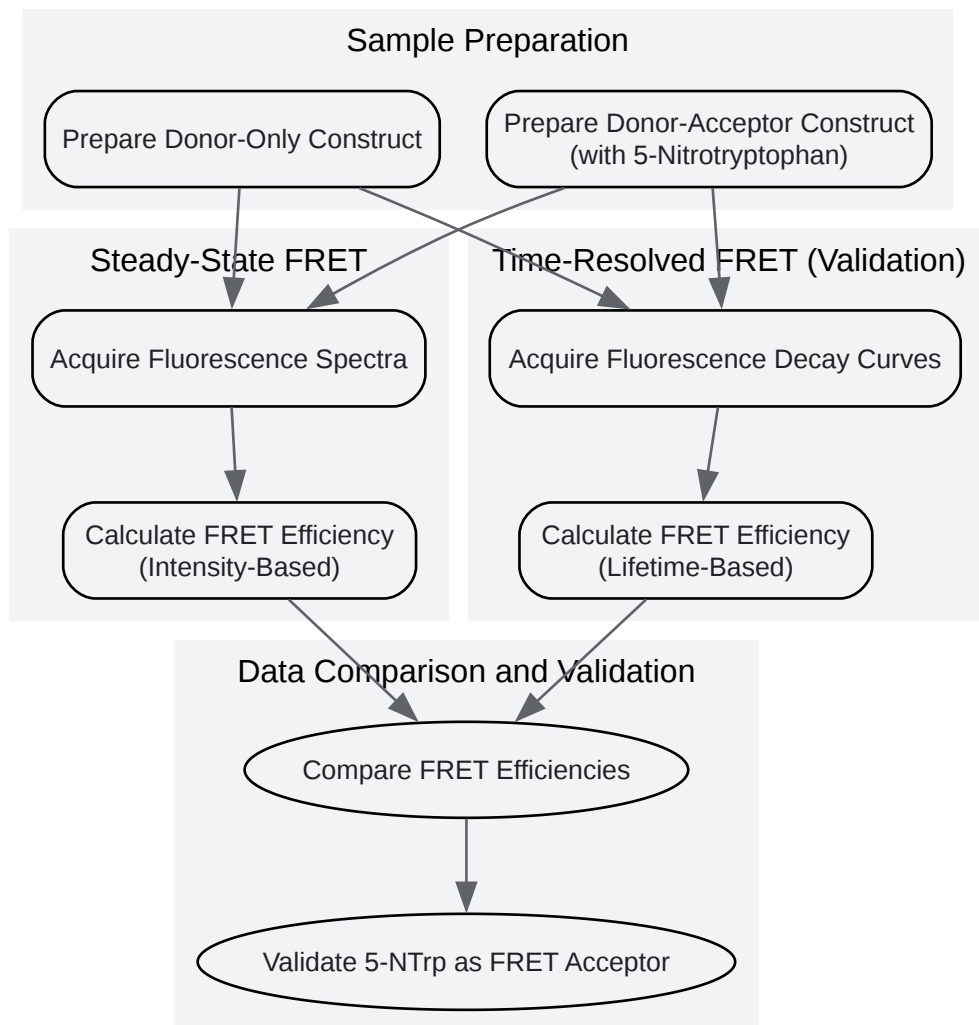 Sample Preparation
Prepare Donor-Only Construct
Prepare Donor-Acceptor Construct
(with 5-Nitrotryptophan)
Steady-State FRET
Time-Resolved FRET (Validation)
Acquire Fluorescence Spectra
Acquire Fluorescence Decay Curves
Calculate FRET Efficiency
(Intensity-Based)
Calculate FRET Efficiency
(Lifetime-Based)
Data Comparison and Validation
Compare FRET Efficiencies
Validate 5-NTrp as FRET Acceptor